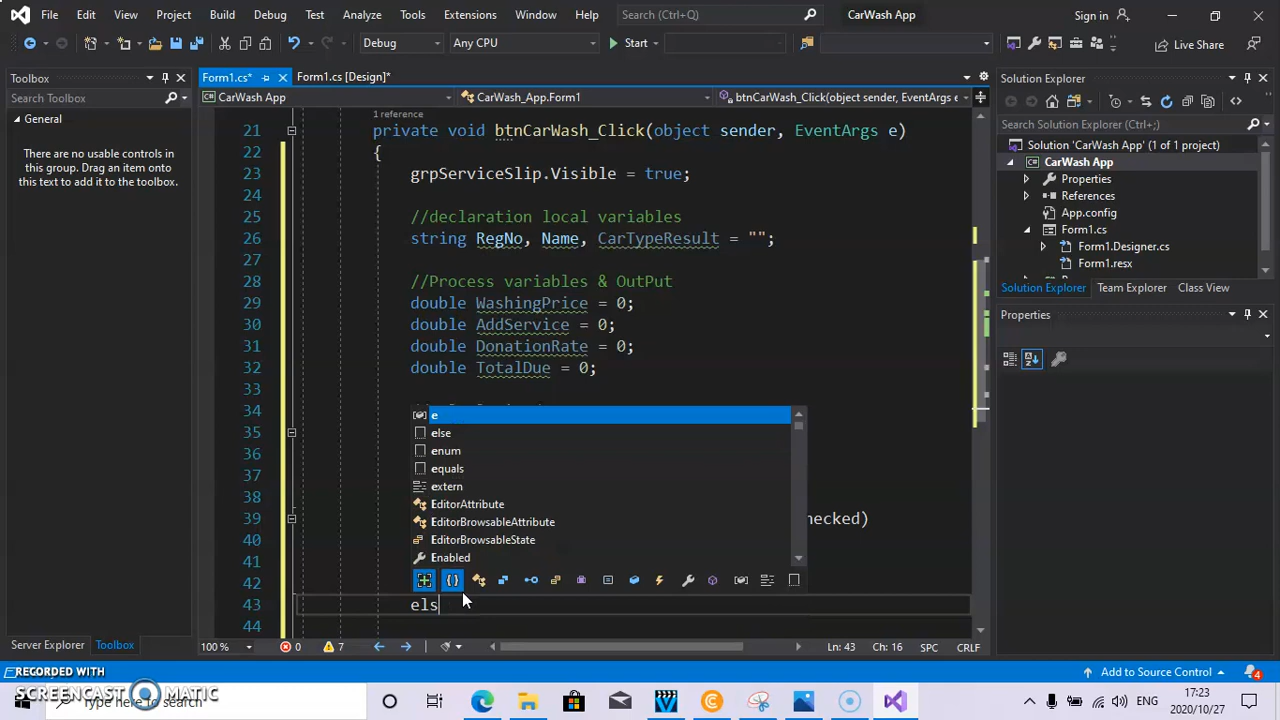 File Edit View Project Build Debug Test Analyze Tools Extensions Window Help Search (Ctrl+Q) CarWash App Sign in
Debug Any CPU Start Live Share
Toolbox
Search Toolbox
General
There are no usable controls in
this group. Drag an item onto
this text to add it to the toolbox.
Server Explorer Toolbox
Form1.cs* Form1.cs [Design]*
CarWash App CarWash_App.Form1 btnCarWash_Click(object sender, EventArgs e
1 reference
21 private void btnCarWash_Click(object sender, EventArgs e)
22 {
23 grpServiceSlip.Visible = true;
24
25 //declaration local variables
26 string RegNo, Name, CarTypeResult = "";
27
28 //Process variables & OutPut
29 double WashingPrice = 0;
30 double AddService = 0;
31 double DonationRate = 0;
32 double TotalDue = 0;
33
35
36
37
38
39 hecked)
40
41
42
43 els
44
e
else
enum
equals
extern
EditorAttribute
EditorBrowsableAttribute
EditorBrowsableState
Enabled
100 % 0 7 Ln: 43 Ch: 16 SPC CRLF
Solution Explorer
Search Solution Explorer (Ctrl+;)
Solution 'CarWash App' (1 of 1 project)
CarWash App
Properties
References
App.config
Form1.cs
Form1.Designer.cs
Form1.resx
Solution Explorer Team Explorer Class View
Properties
Add to Source Control 4
RECORDED WITH
SCREENCAST MATIC
here to search
ENG 17:23
2020/10/27